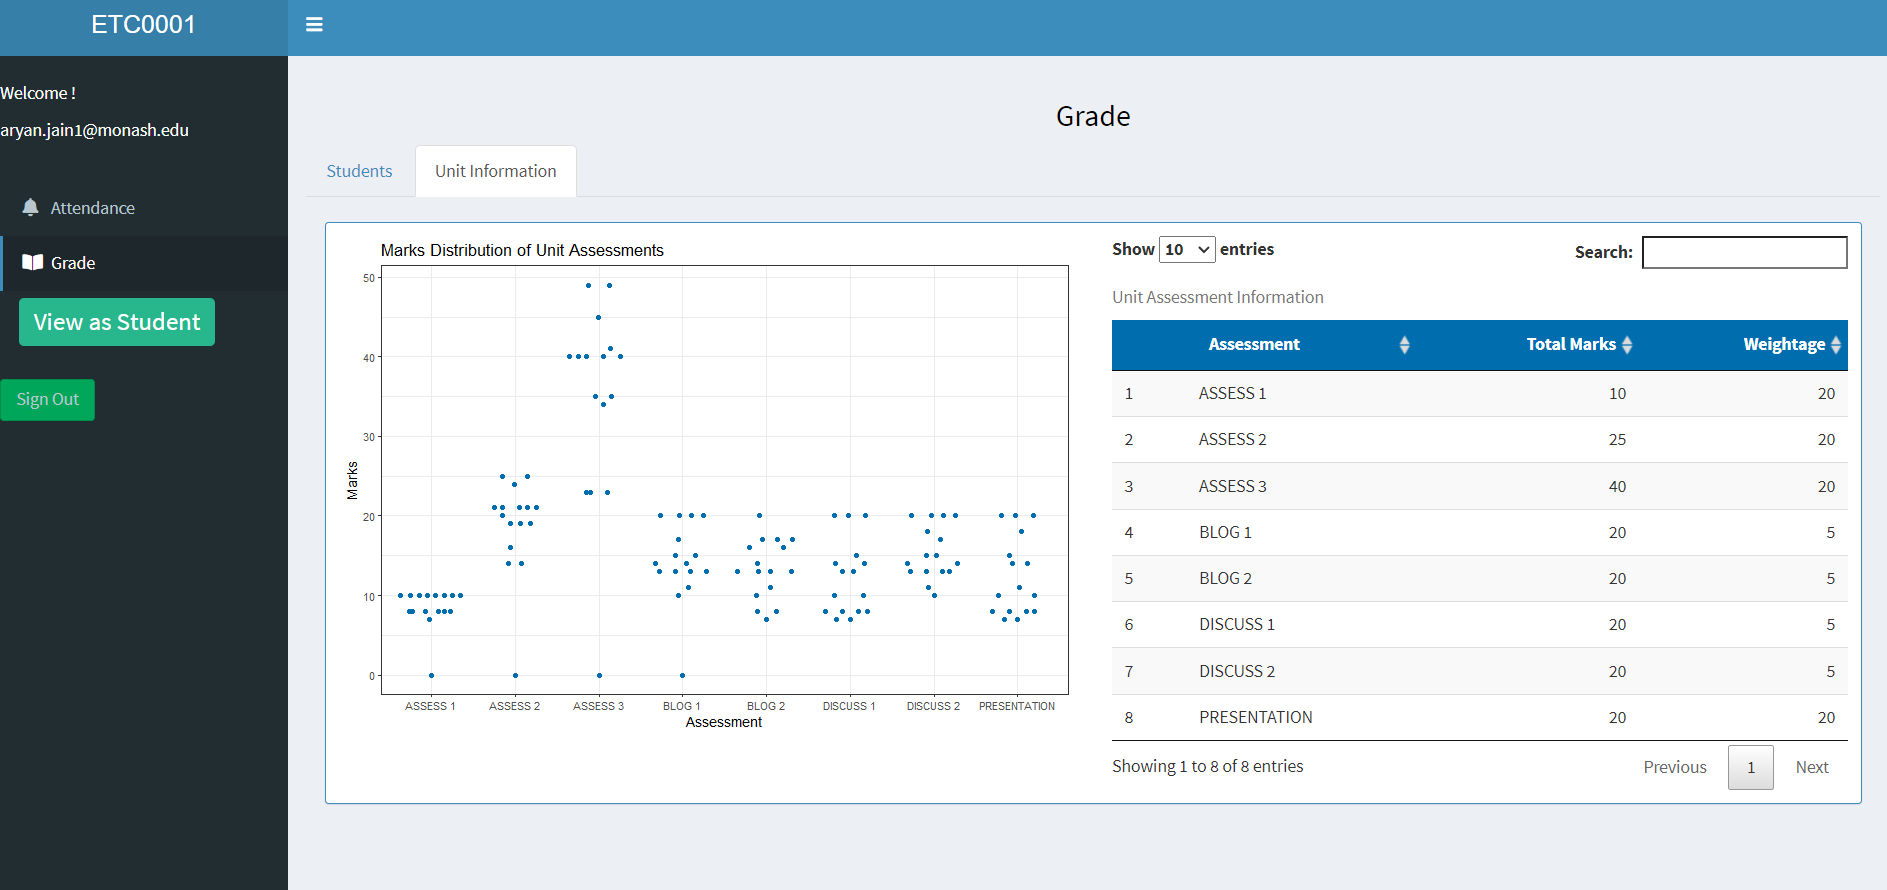 ETC0001
Welcome !
aryan.jain1@monash.edu
Attendance
Grade
View as Student
Sign Out
Grade
Students
Unit Information
Marks Distribution of Unit Assessments
50
40
30
20
10
0
Marks
ASSESS 1 ASSESS 2 ASSESS 3 BLOG 1 BLOG 2 DISCUSS 1 DISCUSS 2 PRESENTATION
Assessment
Show 10 entries
Search:
Unit Assessment Information
Assessment Total Marks Weightage
1 ASSESS 1 10 20
2 ASSESS 2 25 20
3 ASSESS 3 40 20
4 BLOG 1 20 5
5 BLOG 2 20 5
6 DISCUSS 1 20 5
7 DISCUSS 2 20 5
8 PRESENTATION 20 20
Showing 1 to 8 of 8 entries
Previous 1 Next